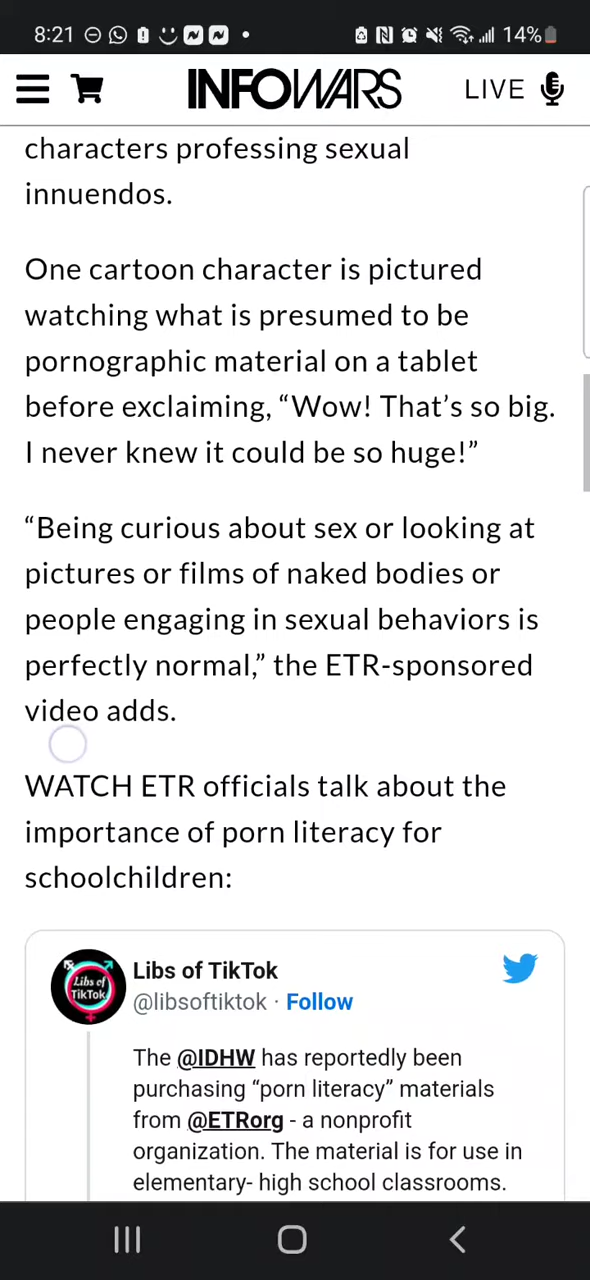 8:21
14%
INFOWARS
LIVE
characters professing sexual
innuendos.
One cartoon character is pictured
watching what is presumed to be
pornographic material on a tablet
before exclaiming, “Wow! That’s so big.
I never knew it could be so huge!”
“Being curious about sex or looking at
pictures or films of naked bodies or
people engaging in sexual behaviors is
perfectly normal,” the ETR-sponsored
video adds.
WATCH ETR officials talk about the
importance of porn literacy for
schoolchildren:
Libs of
TikTok
Libs of TikTok
@libsoftiktok · Follow
The @IDHW has reportedly been
purchasing “porn literacy” materials
from @ETRorg - a nonprofit
organization. The material is for use in
elementary- high school classrooms.